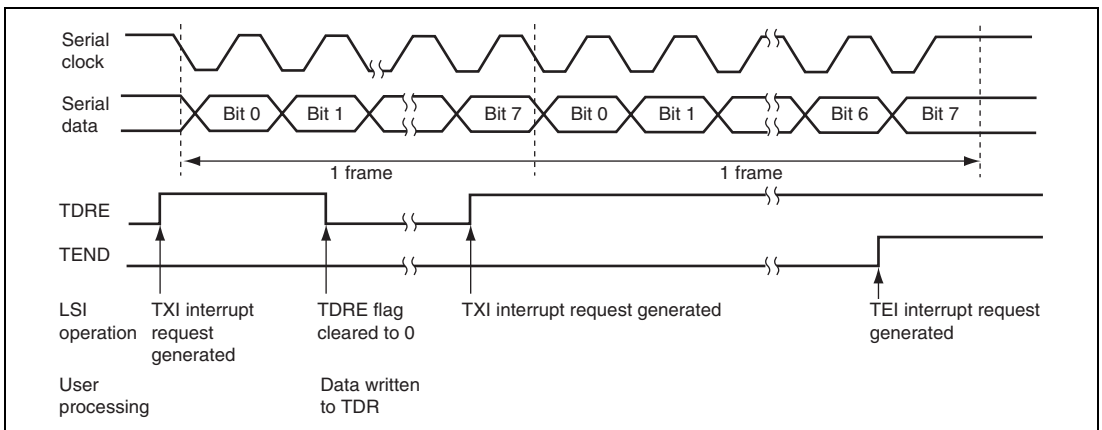 Serial
clock
Serial
data
Bit 0
Bit 1
Bit 7
Bit 0
Bit 1
Bit 6
Bit 7
1 frame
1 frame
TDRE
TEND
LSI
operation
TXI interrupt
request
generated
TDRE flag
cleared to 0
TXI interrupt request generated
TEI interrupt request
generated
User
processing
Data written
to TDR